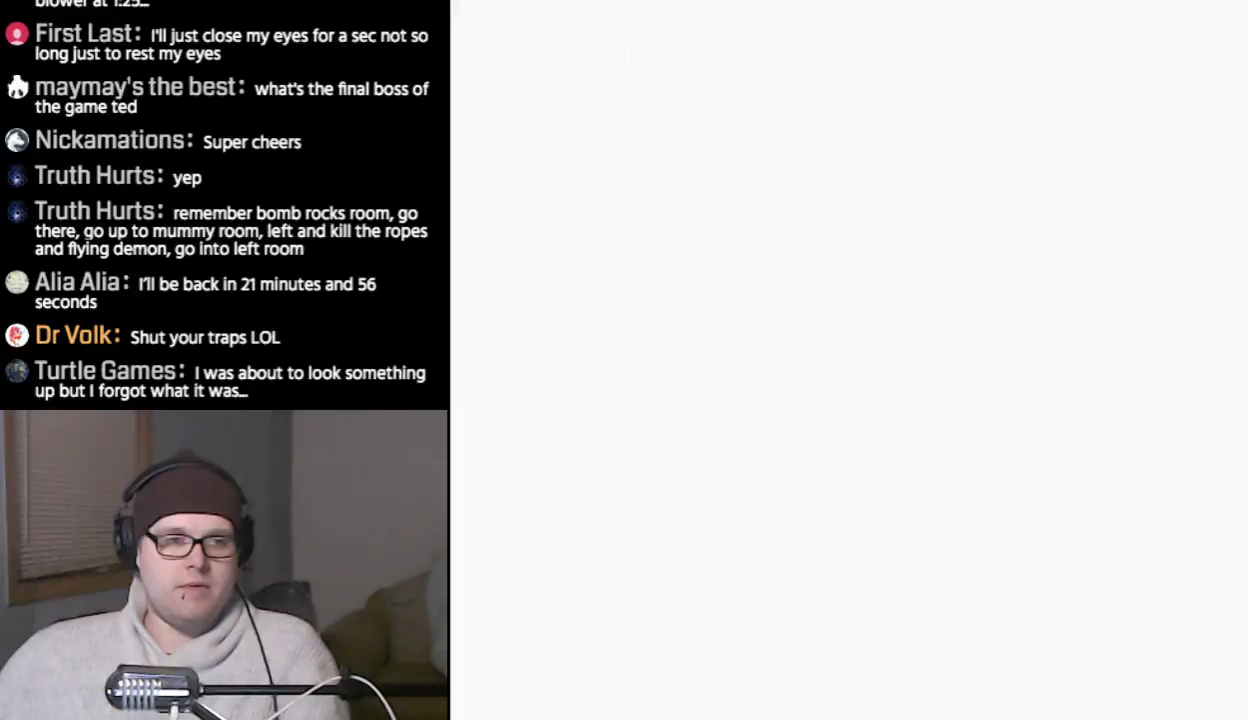 blower at 1:25...
First Last: I'll just close my eyes for a sec not so
long just to rest my eyes
maymay's the best: what's the final boss of
the game ted
Nickamations: Super cheers
Truth Hurts: yep
Truth Hurts: remember bomb rocks room, go
there, go up to mummy room, left and kill the ropes
and flying demon, go into left room
Alia Alia: I'll be back in 21 minutes and 56
seconds
Dr Volk: Shut your traps LOL
Turtle Games: I was about to look something
up but I forgot what it was...